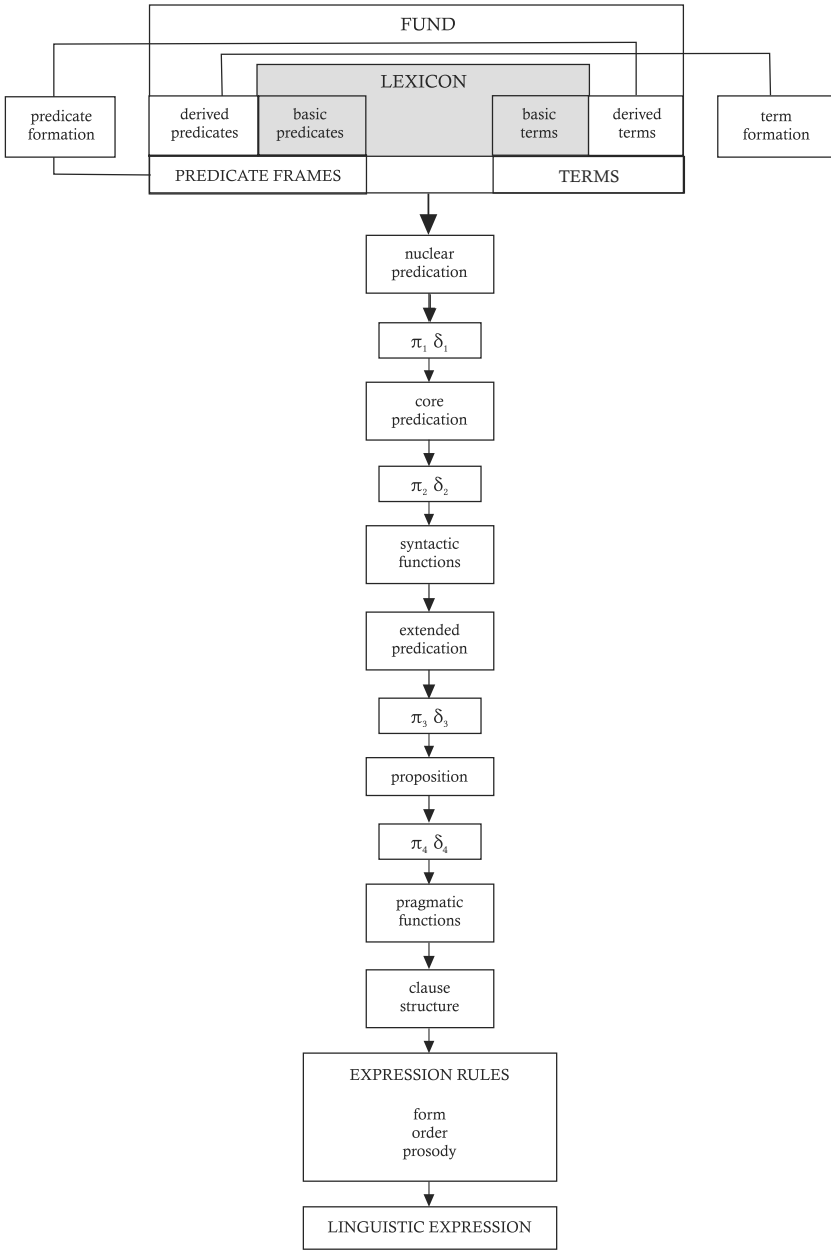 FUND
LEXICON
predicate
formation
derived
predicates
basic
predicates
basic
terms
derived
terms
term
formation
PREDICATE FRAMES
TERMS
nuclear
predication
π₁ δ₁
core
predication
π₂ δ₂
syntactic
functions
extended
predication
π₃ δ₃
proposition
π₄ δ₄
pragmatic
functions
clause
structure
EXPRESSION RULES
form
order
prosody
LINGUISTIC EXPRESSION